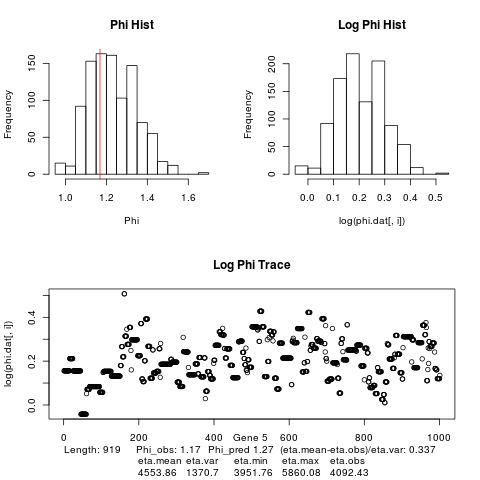 Phi Hist
Log Phi Hist
Frequency
0 50 100 150
1.0 1.2 1.4 1.6
Phi
Frequency
0 50 100 150 200
0.0 0.1 0.2 0.3 0.4 0.5
log(phi.dat[, i])
Log Phi Trace
log(phi.dat[, i])
0.0 0.2 0.4
0 200 400 600 800 1000
Gene 5
Length: 919 Phi_obs: 1.17 Phi_pred 1.27 (eta.mean-eta.obs)/eta.var: 0.337
eta.mean eta.var eta.min eta.max eta.obs
4553.86 1370.7 3951.76 5860.08 4092.43